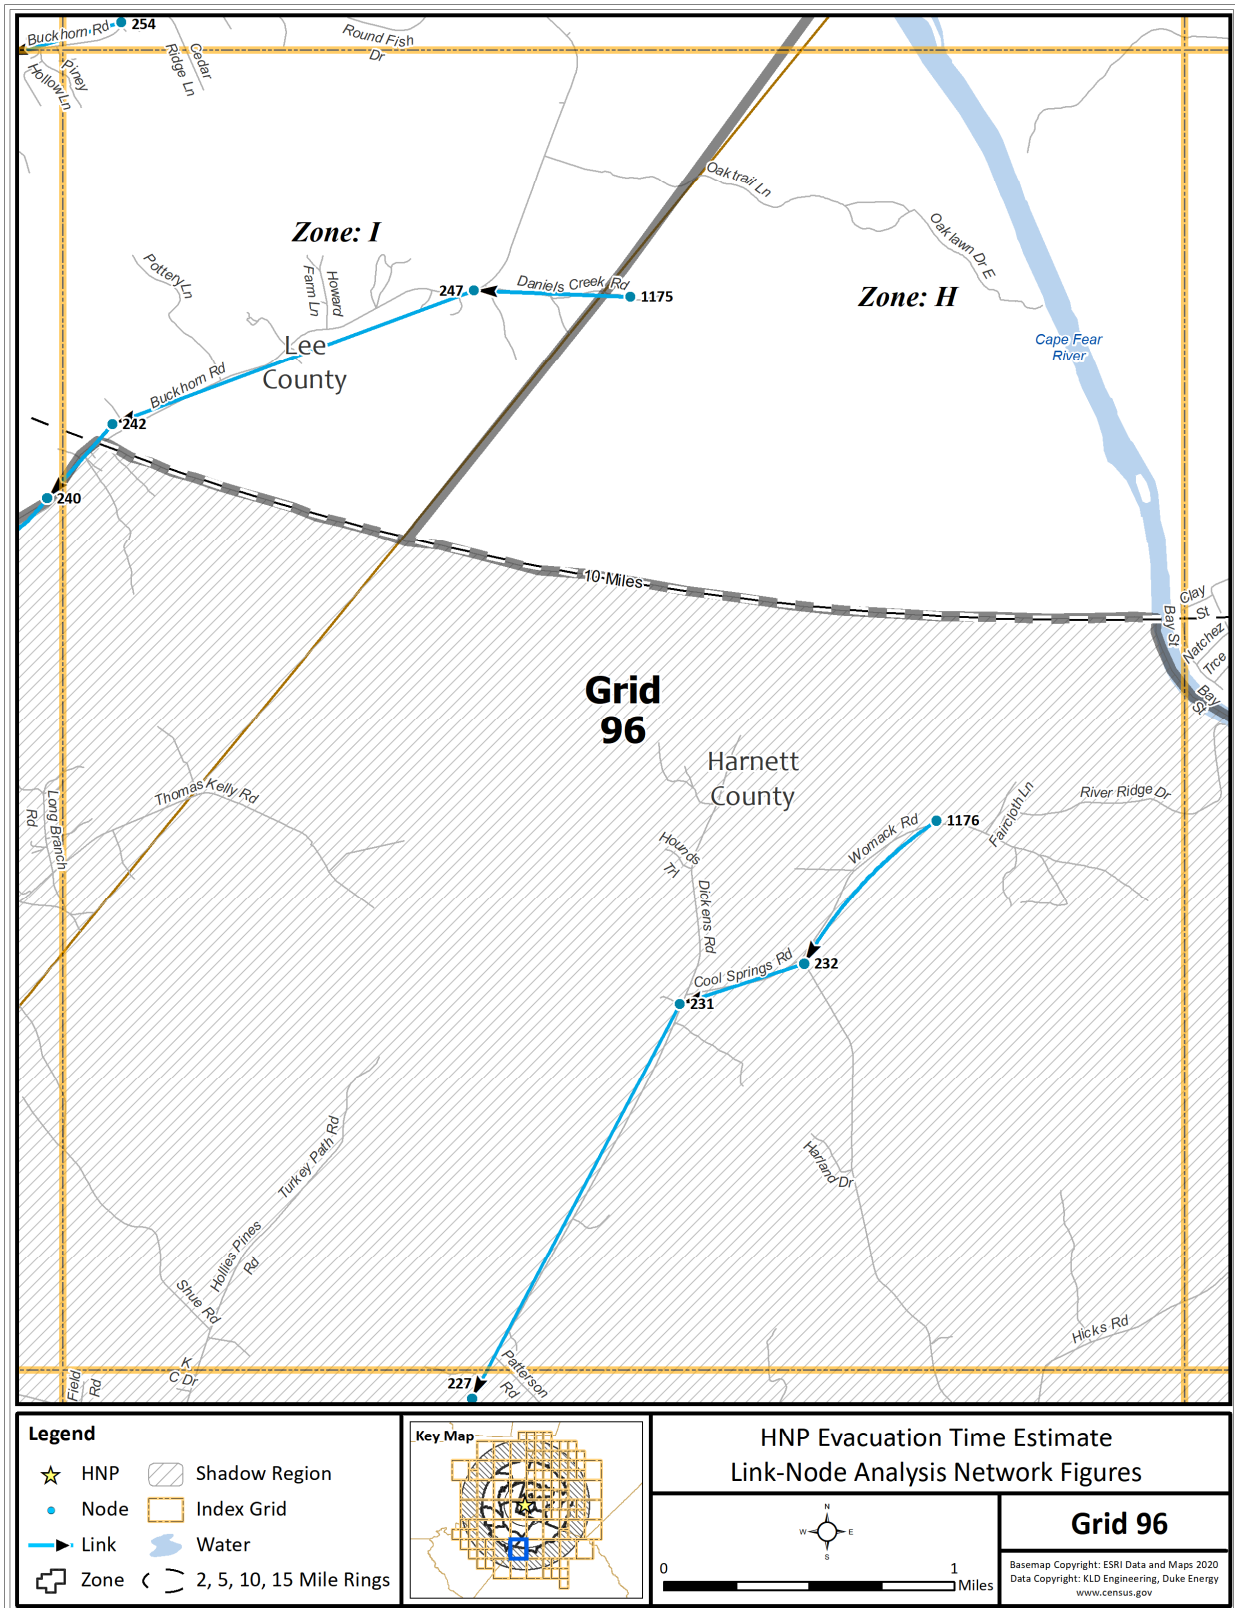 Buckhorn Rd
254
Round Fish
Dr
Cedar
Ridge Ln
Piney
Hollow Ln
Oaktrail Ln
Zone: I
Oaklawn Dr E
Pottery Ln
Howard
Farm Ln
247
Daniels Creek Rd
1175
Zone: H
Lee
County
Cape Fear
River
Buckhorn Rd
242
240
10 Miles
Clay
St
Bay St
Natchez
Trce
Bay
St
Grid
96
Harnett
County
Thomas Kelly Rd
Long Branch
Rd
River Ridge Dr
Faircloth Ln
1176
Womack Rd
Hounds
Trl
Dickens Rd
Cool Springs Rd
232
231
Turkey Path Rd
Harland Dr
Hollies Pines
Rd
Shue Rd
Hicks Rd
K
C Dr
Field
Rd
227
Patterson
Rd
Legend
HNP
Shadow Region
Node
Index Grid
Link
Water
Zone
2, 5, 10, 15 Mile Rings
Key Map
HNP Evacuation Time Estimate
Link-Node Analysis Network Figures
N
W
E
S
0
1
Miles
Grid 96
Basemap Copyright: ESRI Data and Maps 2020
Data Copyright: KLD Engineering, Duke Energy
www.census.gov